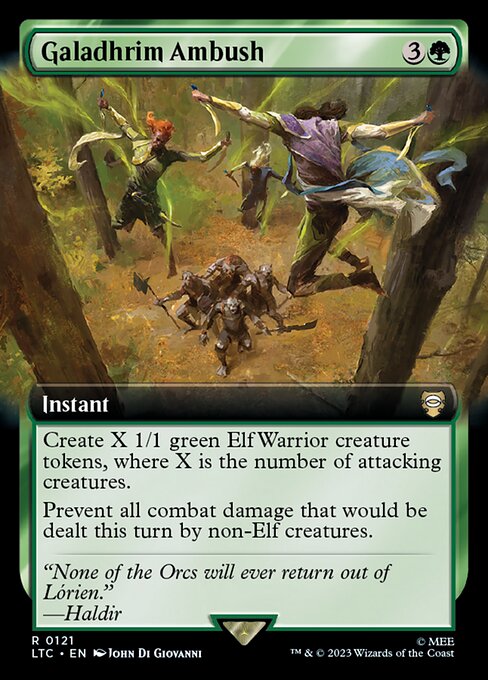 Galadhrim Ambush 3
Instant
Create X 1/1 green Elf Warrior creature
tokens, where X is the number of attacking
creatures.
Prevent all combat damage that would be
dealt this turn by non-Elf creatures.
“None of the Orcs will ever return out of
Lórien.”
—Haldir
R 0121
LTC • EN John Di Giovanni
© MEE
™ & © 2023 Wizards of the Coast